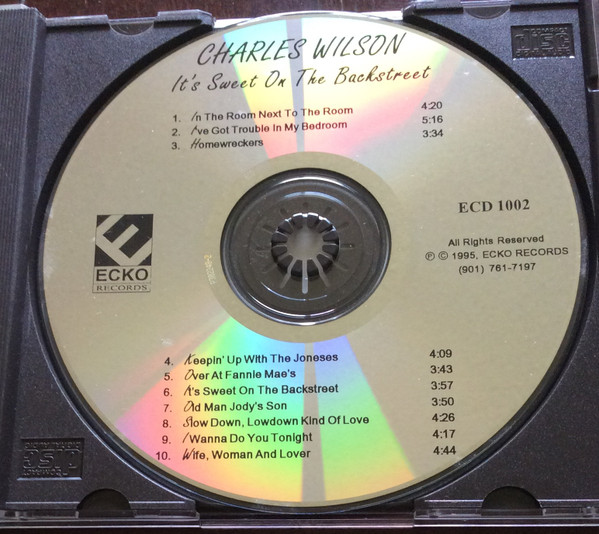 CHARLES WILSON
It's Sweet On The Backstreet
1. In The Room Next To The Room 4:20
2. I've Got Trouble In My Bedroom 5:16
3. Homewreckers 3:34
ECD 1002
ECKO
RECORDS
All Rights Reserved
℗ © 1995, ECKO RECORDS
(901) 761-7197
4. Keepin' Up With The Joneses 4:09
5. Over At Fannie Mae's 3:43
6. It's Sweet On The Backstreet 3:57
7. Old Man Jody's Son 3:50
8. Slow Down, Lowdown Kind Of Love 4:26
9. I Wanna Do You Tonight 4:17
10. Wife, Woman And Lover 4:44